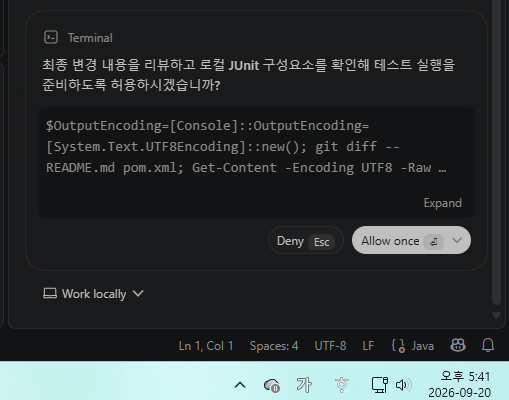 Terminal
최종 변경 내용을 리뷰하고 로컬 JUnit 구성요소를 확인해 테스트 실행을
준비하도록 허용하시겠습니까?
$OutputEncoding=[Console]::OutputEncoding=
[System.Text.UTF8Encoding]::new(); git diff --
README.md pom.xml; Get-Content -Encoding UTF8 -Raw …
Expand
Deny Esc Allow once
Work locally
Ln 1, Col 1 Spaces: 4 UTF-8 LF {} Java
가 한 오후 5:41
2026-09-20